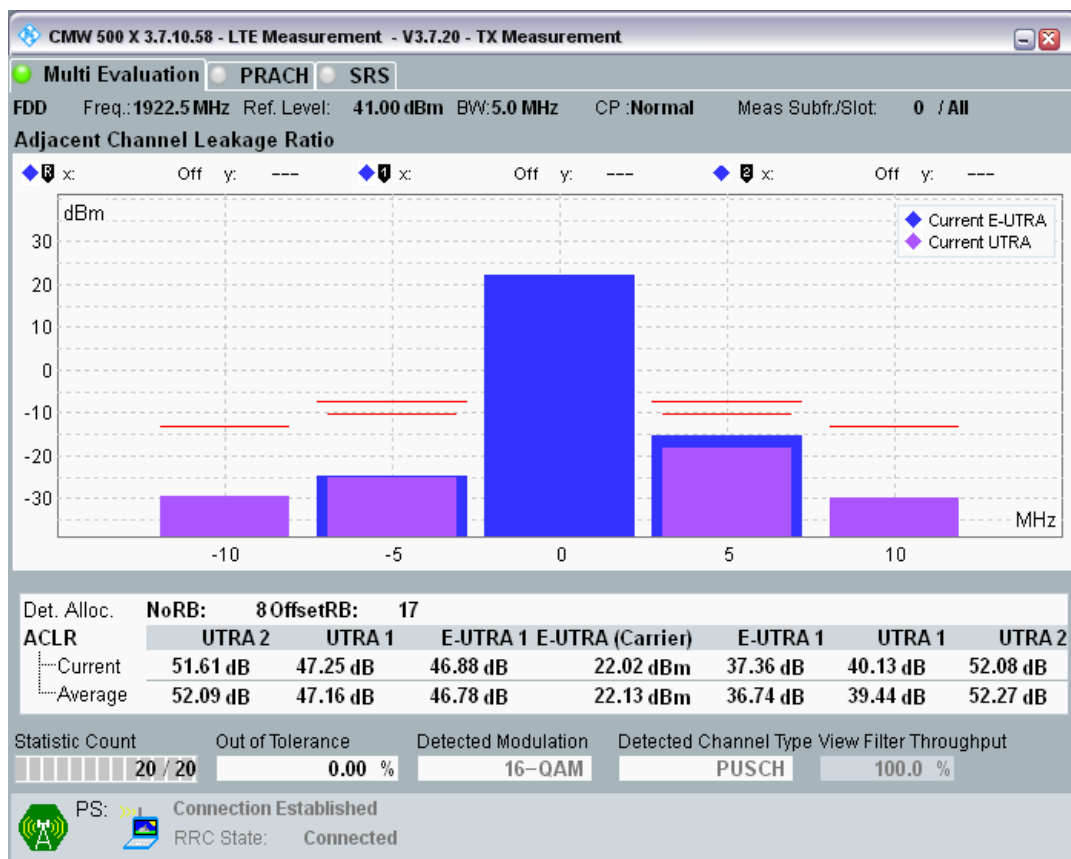 CMW 500 X 3.7.10.58 - LTE Measurement - V3.7.20 - TX Measurement
Multi Evaluation PRACH SRS
FDD Freq.: 1922.5 MHz Ref. Level: 41.00 dBm BW: 5.0 MHz CP :Normal Meas Subfr./Slot: 0 / All
Adjacent Channel Leakage Ratio
R x: Off y: --- 1 x: Off y: --- 2 x: Off y: ---
dBm
Current E-UTRA
Current UTRA
30
20
10
0
-10
-20
-30
MHz
-10 -5 0 5 10
Det. Alloc. NoRB: 8 OffsetRB: 17
ACLR UTRA 2 UTRA 1 E-UTRA 1 E-UTRA (Carrier) E-UTRA 1 UTRA 1 UTRA 2
Current 51.61 dB 47.25 dB 46.88 dB 22.02 dBm 37.36 dB 40.13 dB 52.08 dB
Average 52.09 dB 47.16 dB 46.78 dB 22.13 dBm 36.74 dB 39.44 dB 52.27 dB
Statistic Count Out of Tolerance Detected Modulation Detected Channel Type View Filter Throughput
20 / 20 0.00 % 16-QAM PUSCH 100.0 %
PS: Connection Established
RRC State: Connected